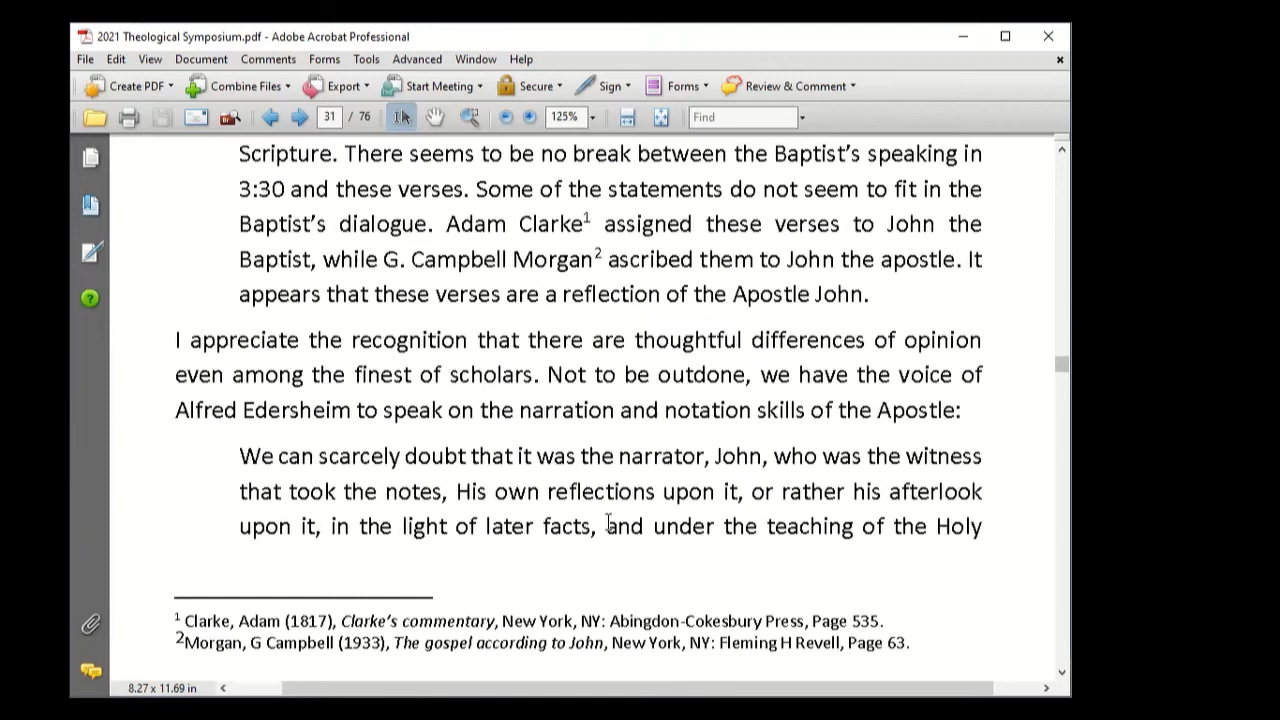 2021 Theological Symposium.pdf - Adobe Acrobat Professional
File Edit View Document Comments Forms Tools Advanced Window Help
Create PDF Combine Files Export Start Meeting Secure Sign Forms Review & Comment
31 / 76 125% Find
Scripture. There seems to be no break between the Baptist’s speaking in
3:30 and these verses. Some of the statements do not seem to fit in the
Baptist’s dialogue. Adam Clarke1 assigned these verses to John the
Baptist, while G. Campbell Morgan2 ascribed them to John the apostle. It
appears that these verses are a reflection of the Apostle John.
I appreciate the recognition that there are thoughtful differences of opinion
even among the finest of scholars. Not to be outdone, we have the voice of
Alfred Edersheim to speak on the narration and notation skills of the Apostle:
We can scarcely doubt that it was the narrator, John, who was the witness
that took the notes, His own reflections upon it, or rather his afterlook
upon it, in the light of later facts, and under the teaching of the Holy
1 Clarke, Adam (1817), Clarke’s commentary, New York, NY: Abingdon-Cokesbury Press, Page 535.
2Morgan, G Campbell (1933), The gospel according to John, New York, NY: Fleming H Revell, Page 63.
8.27 x 11.69 in